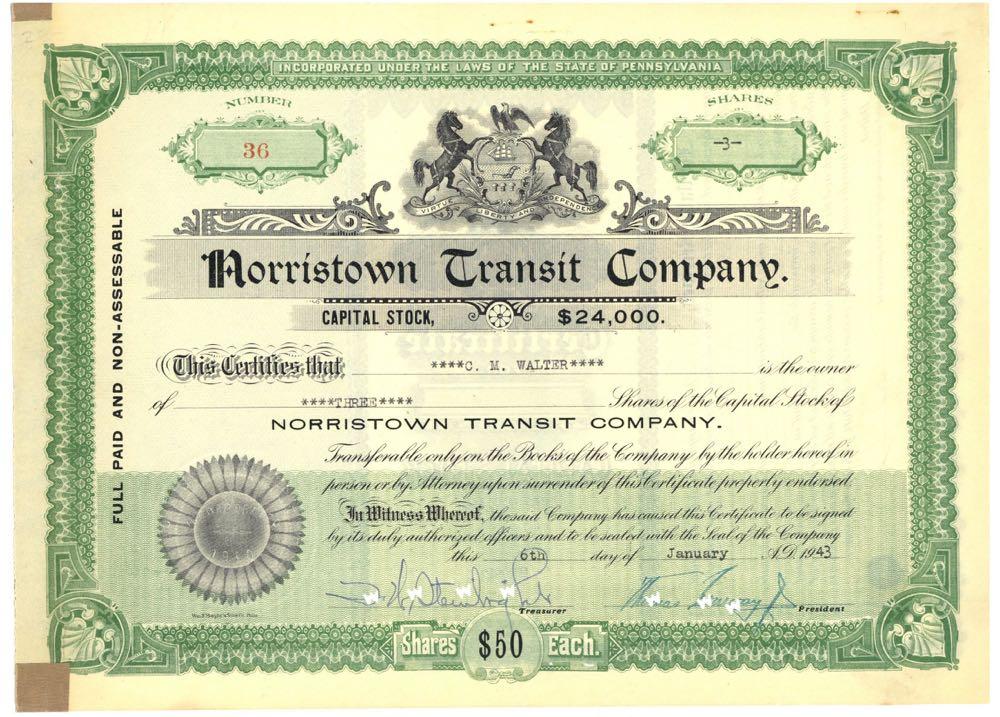 INCORPORATED UNDER THE LAWS OF THE STATE OF PENNSYLVANIA
NUMBER
36
SHARES
-3-
VIRTUE LIBERTY AND INDEPENDEN
Norristown Transit Company.
CAPITAL STOCK, $24,000.
FULL PAID AND NON-ASSESSABLE
This Certifies that ****C. M. WALTER**** is the owner
of ****THREE**** Shares of the Capital Stock of
NORRISTOWN TRANSIT COMPANY.
Transferable only on the Books of the Company by the holder hereof in
person or by Attorney upon surrender of this Certificate properly endorsed
In Witness Whereof, the said Company has caused this Certificate to be signed
by its duly authorized officers and to be sealed with the Seal of the Company
this 6th day of January A.D. 1943
Treasurer
President
Shares $50 Each.